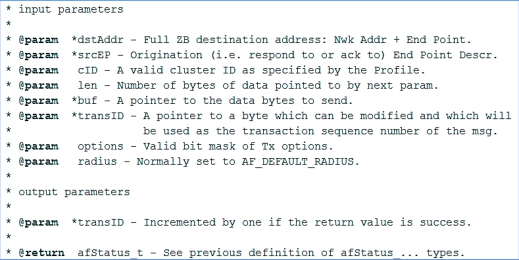 * input parameters
*
* @param  *dstAddr - Full ZB destination address: Nwk Addr + End Point.
* @param  *srcEP - Origination (i.e. respond to or ack to) End Point Descr.
* @param   cID - A valid cluster ID as specified by the Profile.
* @param   len - Number of bytes of data pointed to by next param.
* @param  *buf - A pointer to the data bytes to send.
* @param  *transID - A pointer to a byte which can be modified and which will
*                    be used as the transaction sequence number of the msg.
* @param   options - Valid bit mask of Tx options.
* @param   radius - Normally set to AF_DEFAULT_RADIUS.
*
* output parameters
*
* @param  *transID - Incremented by one if the return value is success.
*
* @return  afStatus_t - See previous definition of afStatus_... types.